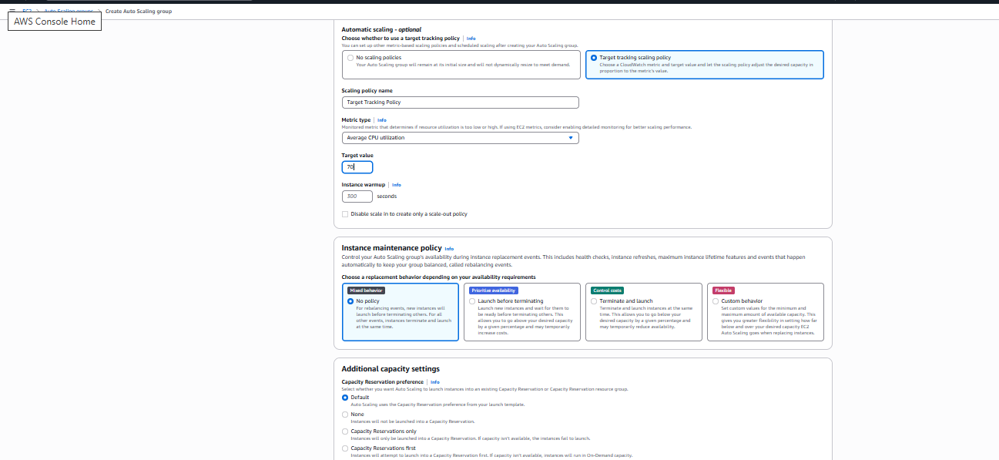 EC2 > Auto Scaling groups > Create Auto Scaling group
AWS Console Home
Automatic scaling - optional
Choose whether to use a target tracking policy | Info
You can set up other metric-based scaling policies and scheduled scaling after creating your Auto Scaling group.
No scaling policies
Your Auto Scaling group will remain at its initial size and will not dynamically resize to meet demand.
Target tracking scaling policy
Choose a CloudWatch metric and target value and let the scaling policy adjust the desired capacity in
proportion to the metric's value.
Scaling policy name
Target Tracking Policy
Metric type | Info
Monitored metric that determines if resource utilization is too low or high. If using EC2 metrics, consider enabling detailed monitoring for better scaling performance.
Average CPU utilization
Target value
70
Instance warmup | Info
300 seconds
Disable scale in to create only a scale-out policy
Instance maintenance policy Info
Control your Auto Scaling group's availability during instance replacement events. This includes health checks, instance refreshes, maximum instance lifetime features and events that happen
automatically to keep your group balanced, called rebalancing events.
Choose a replacement behavior depending on your availability requirements
Mixed behavior
No policy
For rebalancing events, new instances will
launch before terminating others. For all
other events, instances terminate and launch
at the same time.
Prioritize availability
Launch before terminating
Launch new instances and wait for them to
be ready before terminating others. This
allows you to go above your desired capacity
by a given percentage and may temporarily
increase costs.
Control costs
Terminate and launch
Terminate and launch instances at the same
time. This allows you to go below your
desired capacity by a given percentage and
may temporarily reduce availability.
Flexible
Custom behavior
Set custom values for the minimum and
maximum amount of available capacity. This
gives you greater flexibility in setting how far
below and over your desired capacity EC2
Auto Scaling goes when replacing instances.
Additional capacity settings
Capacity Reservation preference | Info
Select whether you want Auto Scaling to launch instances into an existing Capacity Reservation or Capacity Reservation resource group.
Default
Auto Scaling uses the Capacity Reservation preference from your launch template.
None
Instances will not be launched into a Capacity Reservation.
Capacity Reservations only
Instances will only be launched into a Capacity Reservation. If capacity isn't available, the instances fail to launch.
Capacity Reservations first
Instances will attempt to launch into a Capacity Reservation first. If capacity isn't available, instances will run in On-Demand capacity.